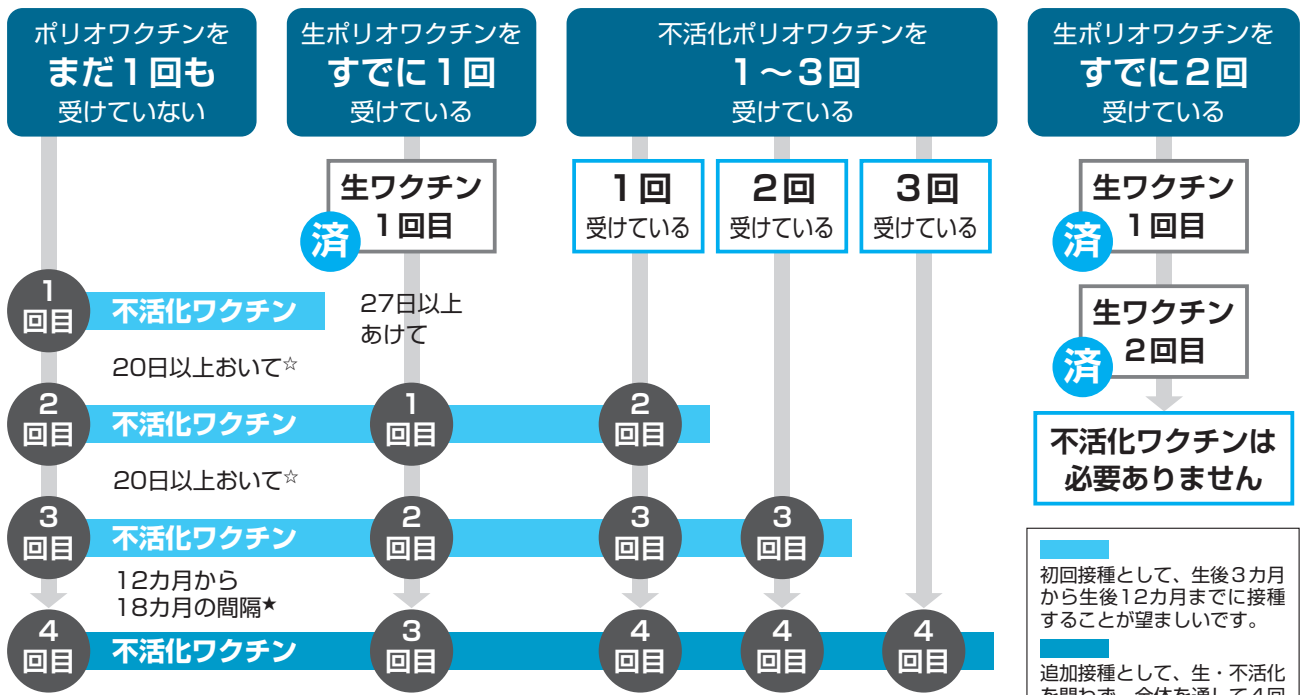 ポリオワクチンを
まだ1回も
受けていない
生ポリオワクチンを
すでに1回
受けている
不活化ポリオワクチンを
1〜3回
受けている
生ポリオワクチンを
すでに2回
受けている
生ワクチン
1回目
済
1回
受けている
2回
受けている
3回
受けている
生ワクチン
1回目
済
生ワクチン
2回目
済
不活化ワクチンは
必要ありません
1
回目
不活化ワクチン
27日以上
あけて
20日以上おいて☆
2
回目
不活化ワクチン
1
回目
2
回目
20日以上おいて☆
3
回目
不活化ワクチン
2
回目
3
回目
3
回目
12カ月から
18カ月の間隔★
4
回目
不活化ワクチン
3
回目
4
回目
4
回目
4
回目
初回接種として、生後3カ月
から生後12カ月までに接種
することが望ましいです。
追加接種として、生・不活化
を問わず、全体を通して4回